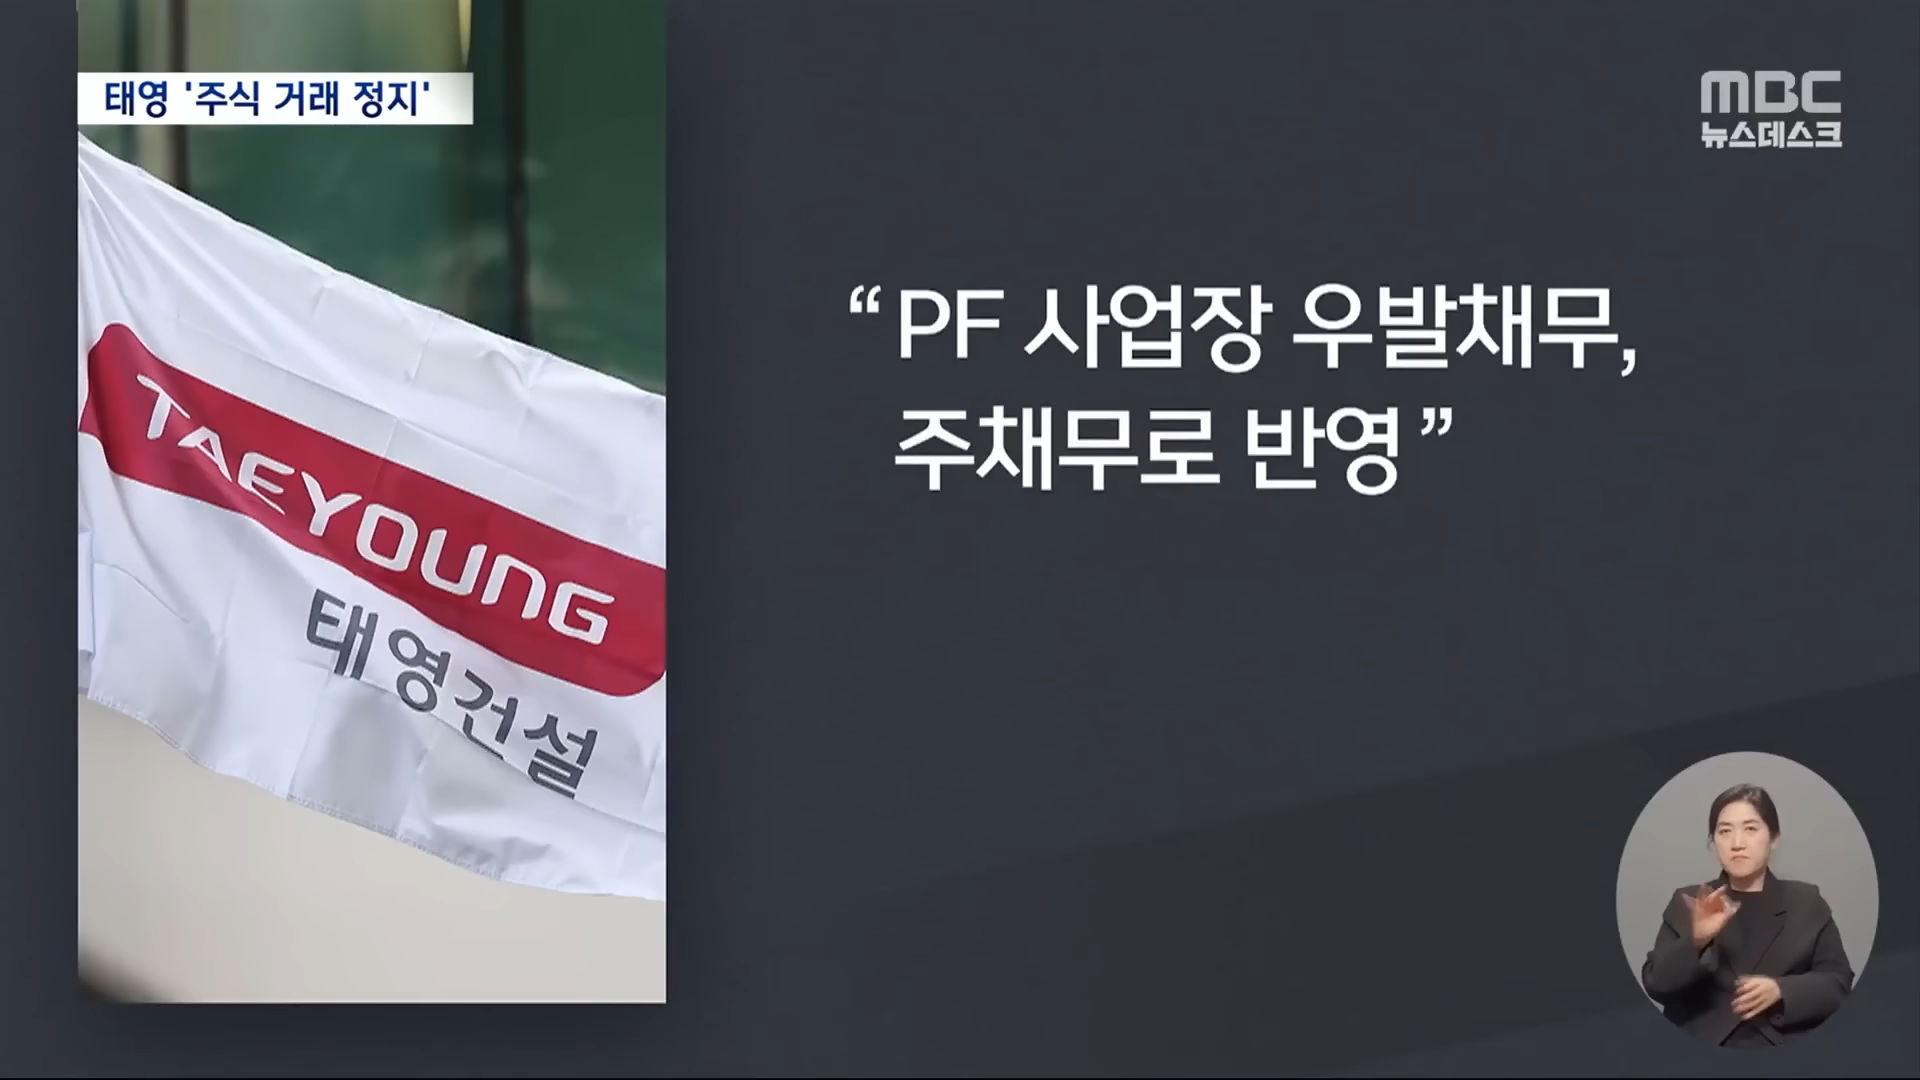 태영 '주식 거래 정지'
MBC
뉴스데스크
“PF 사업장 우발채무,
주채무로 반영”
TAEYOUNG
태영건설